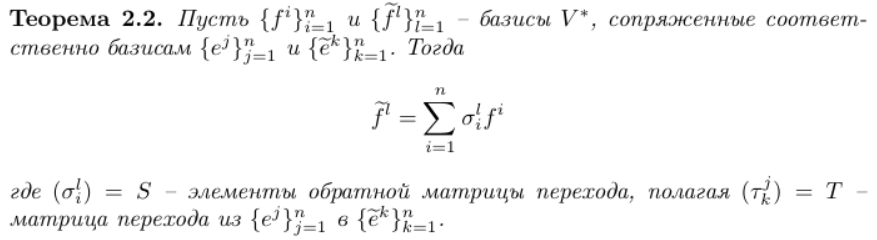 Теорема 2.2. Пусть {f^i}_{i=1}^n и {f̃^l}_{l=1}^n – базисы V*, сопряженные соответ-
ственно базисам {e^j}_{j=1}^n и {ẽ^k}_{k=1}^n. Тогда
f̃^l = ∑_{i=1}^n σ_i^l f^i
где (σ_i^l) = S – элементы обратной матрицы перехода, полагая (τ_k^j) = T –
матрица перехода из {e^j}_{j=1}^n в {ẽ^k}_{k=1}^n.